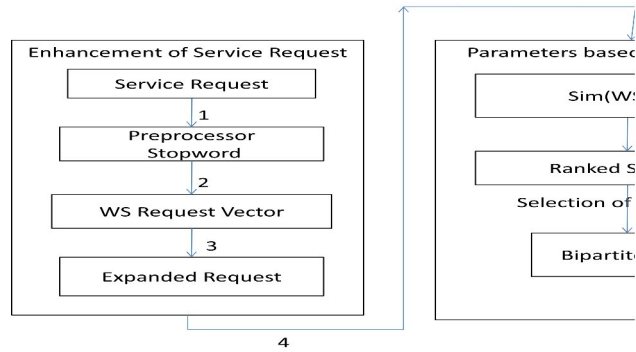 Enhancement of Service Request
Service Request
1
Preprocessor
Stopword
2
WS Request Vector
3
Expanded Request
4
Parameters based
Sim(WS
Ranked S
Selection of
Bipartite